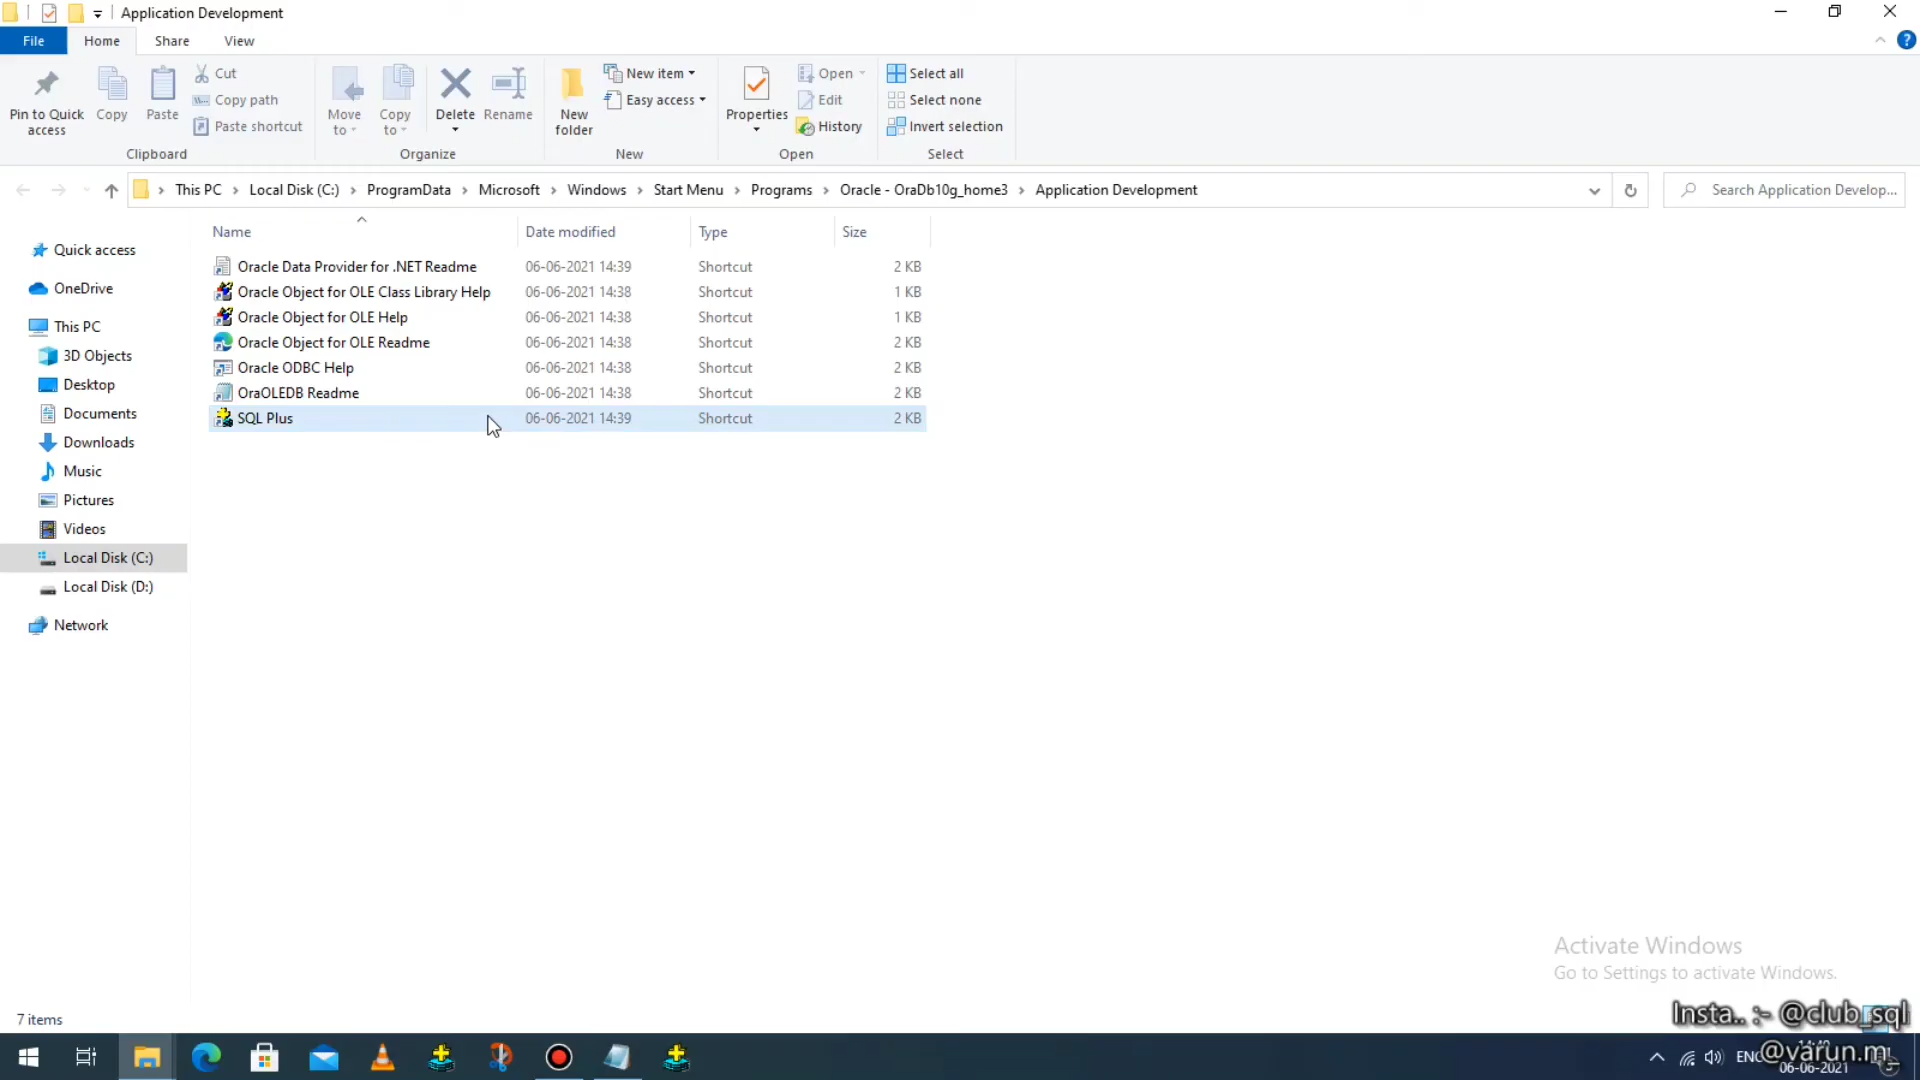 Application Development
File Home Share View
Pin to Quick access
Copy
Paste
Cut
Copy path
Paste shortcut
Clipboard
Move to
Copy to
Delete
Rename
Organize
New folder
New item
Easy access
New
Properties
Open
Edit
History
Open
Select all
Select none
Invert selection
Select
This PC › Local Disk (C:) › ProgramData › Microsoft › Windows › Start Menu › Programs › Oracle - OraDb10g_home3 › Application Development
Search Application Develop...
Name Date modified Type Size
Oracle Data Provider for .NET Readme 06-06-2021 14:39 Shortcut 2 KB
Oracle Object for OLE Class Library Help 06-06-2021 14:38 Shortcut 1 KB
Oracle Object for OLE Help 06-06-2021 14:38 Shortcut 1 KB
Oracle Object for OLE Readme 06-06-2021 14:38 Shortcut 2 KB
Oracle ODBC Help 06-06-2021 14:38 Shortcut 2 KB
OraOLEDB Readme 06-06-2021 14:38 Shortcut 2 KB
SQL Plus 06-06-2021 14:39 Shortcut 2 KB
Quick access
OneDrive
This PC
3D Objects
Desktop
Documents
Downloads
Music
Pictures
Videos
Local Disk (C:)
Local Disk (D:)
Network
Activate Windows
Go to Settings to activate Windows.
7 items
Insta.. :- @club_sql
@varun.mj
ENG
06-06-2021